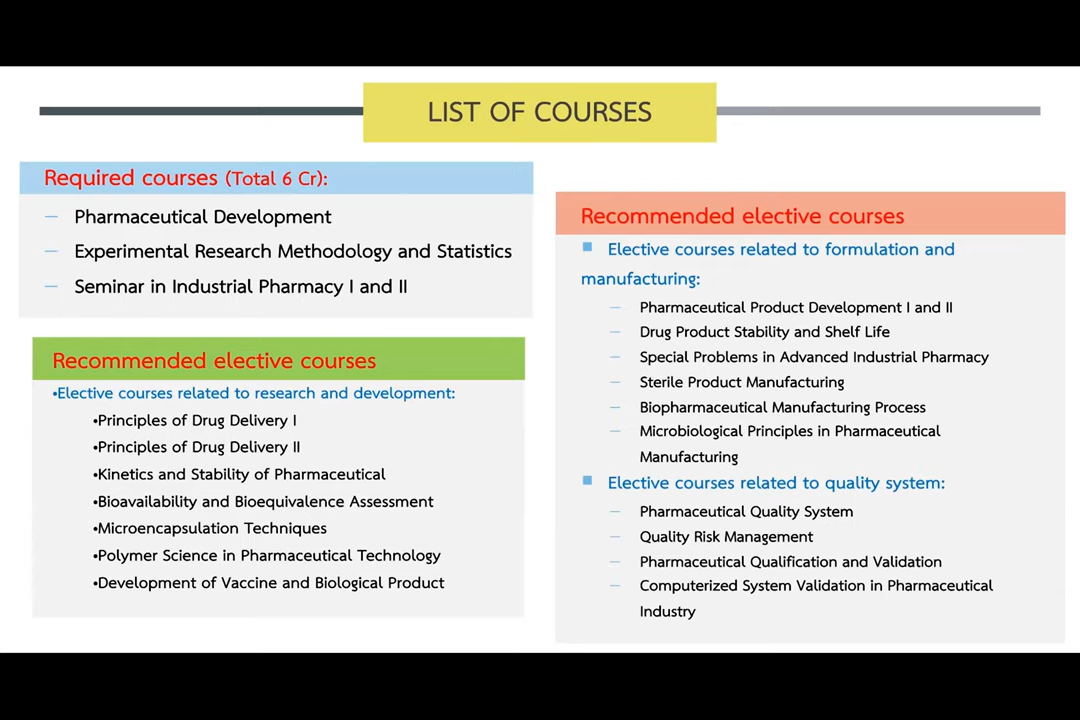 LIST OF COURSES
Required courses (Total 6 Cr):
– Pharmaceutical Development
– Experimental Research Methodology and Statistics
– Seminar in Industrial Pharmacy I and II
Recommended elective courses
•Elective courses related to research and development:
•Principles of Drug Delivery I
•Principles of Drug Delivery II
•Kinetics and Stability of Pharmaceutical
•Bioavailability and Bioequivalence Assessment
•Microencapsulation Techniques
•Polymer Science in Pharmaceutical Technology
•Development of Vaccine and Biological Product
Recommended elective courses
▪ Elective courses related to formulation and
manufacturing:
– Pharmaceutical Product Development I and II
– Drug Product Stability and Shelf Life
– Special Problems in Advanced Industrial Pharmacy
– Sterile Product Manufacturing
– Biopharmaceutical Manufacturing Process
– Microbiological Principles in Pharmaceutical
Manufacturing
▪ Elective courses related to quality system:
– Pharmaceutical Quality System
– Quality Risk Management
– Pharmaceutical Qualification and Validation
– Computerized System Validation in Pharmaceutical
Industry